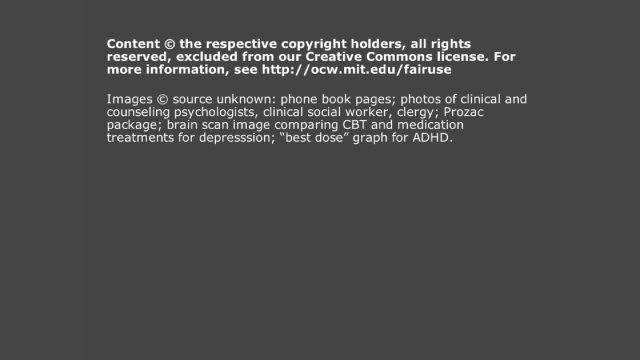 Content © the respective copyright holders, all rights
reserved, excluded from our Creative Commons license. For
more information, see http://ocw.mit.edu/fairuse
Images © source unknown: phone book pages; photos of clinical and
counseling psychologists, clinical social worker, clergy; Prozac
package; brain scan image comparing CBT and medication
treatments for depresssion; “best dose” graph for ADHD.